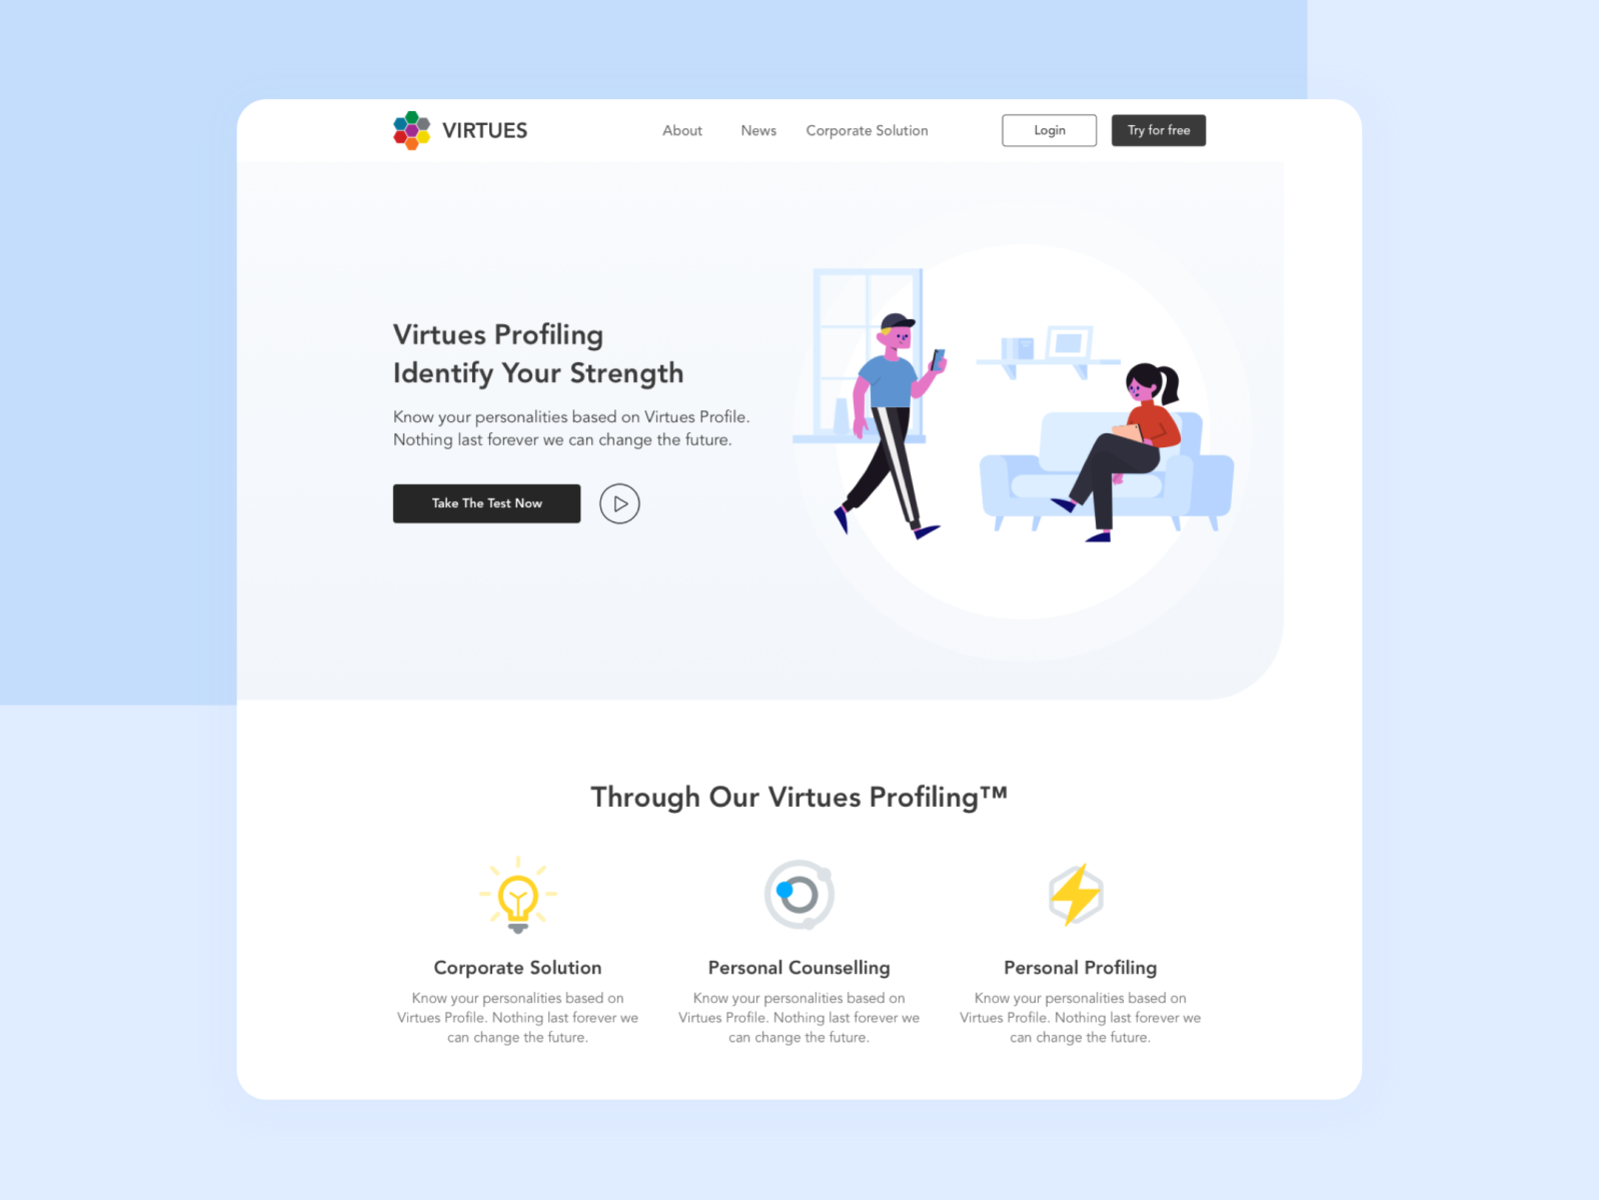 VIRTUES
About
News
Corporate Solution
Login
Try for free
Virtues Profiling
Identify Your Strength
Know your personalities based on Virtues Profile.
Nothing last forever we can change the future.
Take The Test Now
Through Our Virtues Profiling™
Corporate Solution
Know your personalities based on
Virtues Profile. Nothing last forever we
can change the future.
Personal Counselling
Know your personalities based on
Virtues Profile. Nothing last forever we
can change the future.
Personal Profiling
Know your personalities based on
Virtues Profile. Nothing last forever we
can change the future.